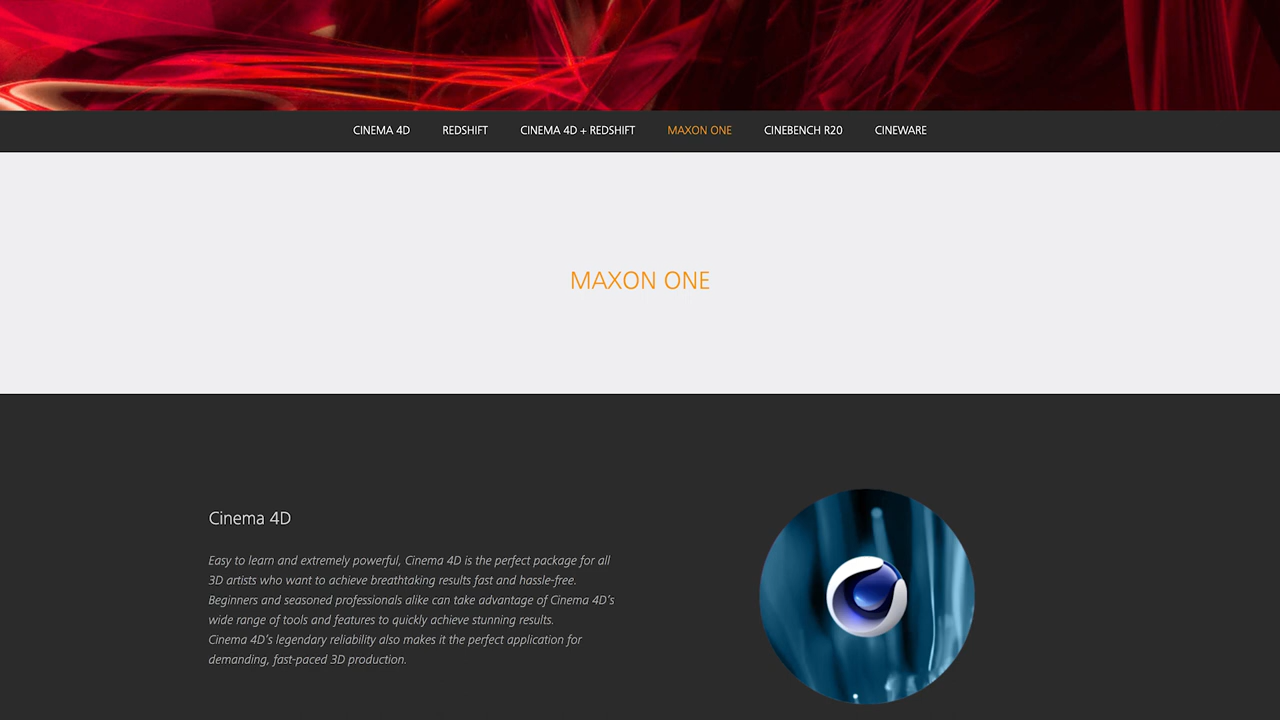 CINEMA 4D REDSHIFT CINEMA 4D + REDSHIFT MAXON ONE CINEBENCH R20 CINEWARE
MAXON ONE
Cinema 4D
Easy to learn and extremely powerful, Cinema 4D is the perfect package for all
3D artists who want to achieve breathtaking results fast and hassle-free.
Beginners and seasoned professionals alike can take advantage of Cinema 4D's
wide range of tools and features to quickly achieve stunning results.
Cinema 4D's legendary reliability also makes it the perfect application for
demanding, fast-paced 3D production.